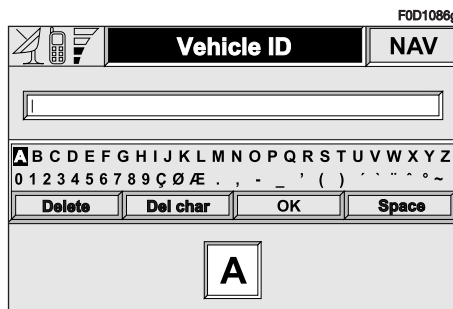 F0D1086g
Vehicle ID NAV
A B C D E F G H I J K L M N O P Q R S T U V W X Y Z
0 1 2 3 4 5 6 7 8 9 Ç Ø Æ . , - _ ' ( ) ´ ` ¨ ^ ° ~
Delete Del char OK Space
A